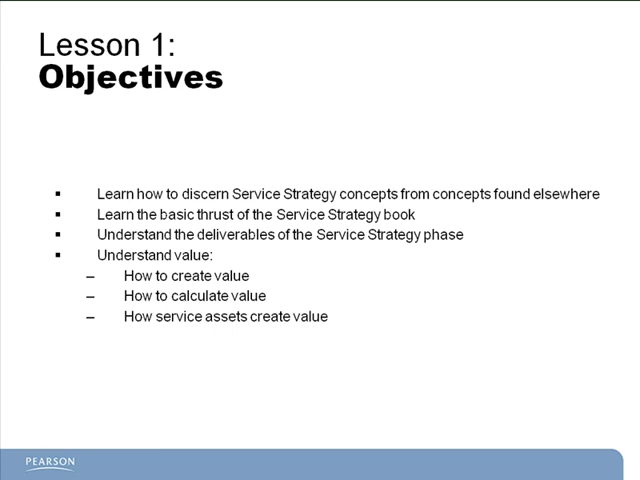 Lesson 1:
Objectives
▪ Learn how to discern Service Strategy concepts from concepts found elsewhere
▪ Learn the basic thrust of the Service Strategy book
▪ Understand the deliverables of the Service Strategy phase
▪ Understand value:
– How to create value
– How to calculate value
– How service assets create value
PEARSON